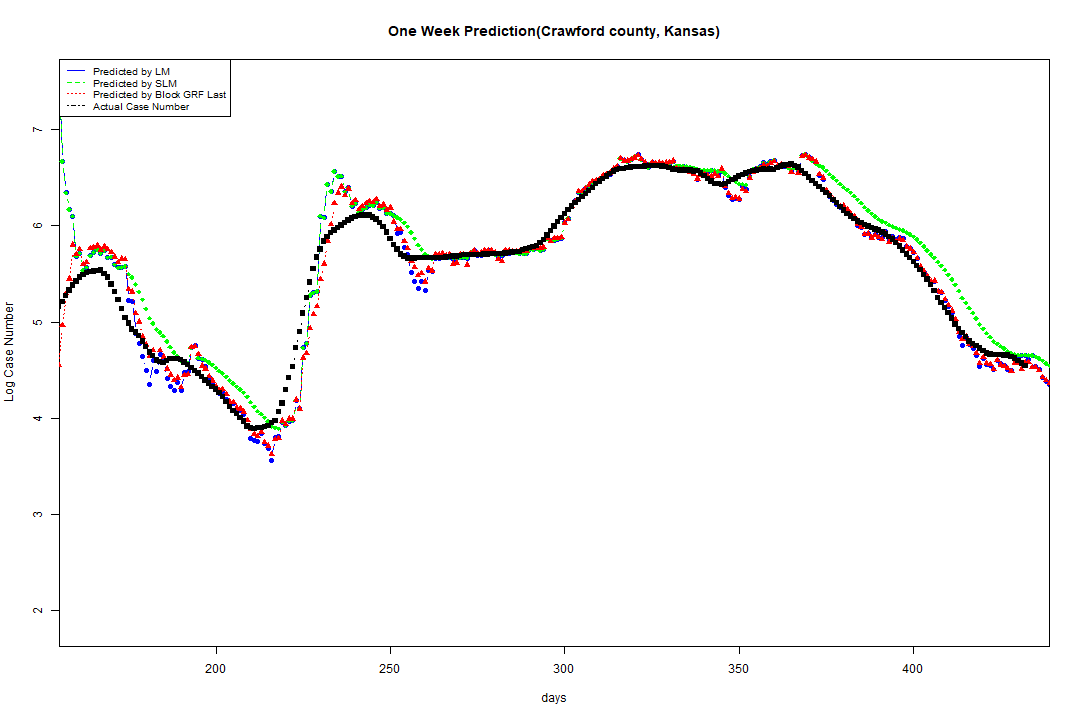 One Week Prediction(Crawford county, Kansas)
Predicted by LM
Predicted by SLM
Predicted by Block GRF Last
Actual Case Number
7
6
5
4
3
2
Log Case Number
200 250 300 350 400
days